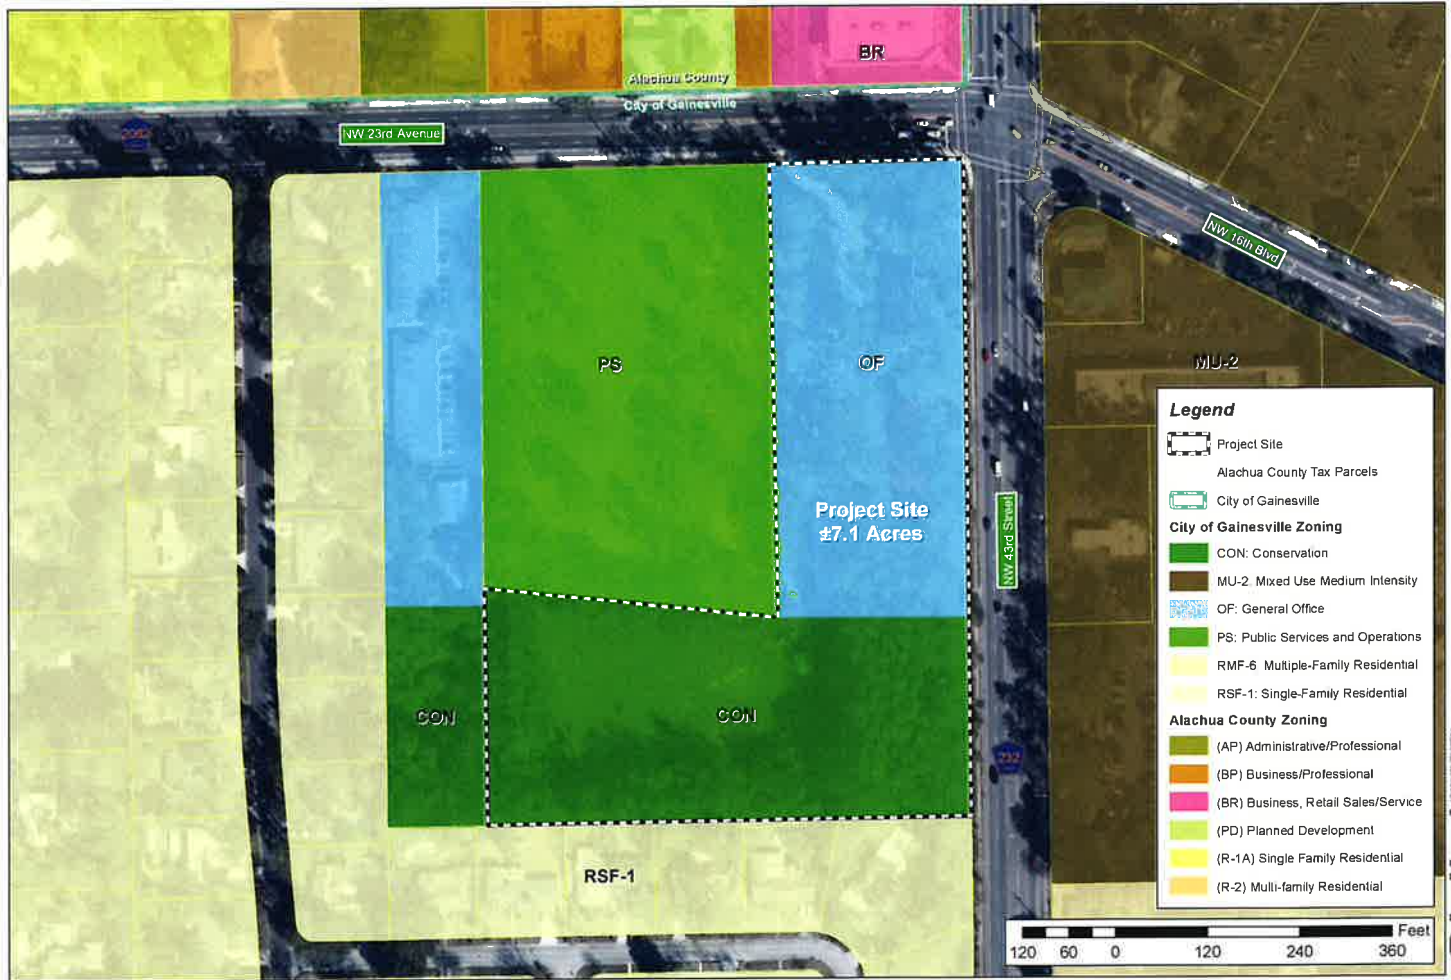 BR
Alachua County
City of Gainesville
2053
NW 23rd Avenue
NW 16th Blvd
PS
OF
MU-2
Project Site
±7.1 Acres
NW 43rd Street
CON
CON
232
RSF-1
Legend
Project Site
Alachua County Tax Parcels
City of Gainesville
City of Gainesville Zoning
CON: Conservation
MU-2 Mixed Use Medium Intensity
OF: General Office
PS: Public Services and Operations
RMF-6 Multiple-Family Residential
RSF-1: Single-Family Residential
Alachua County Zoning
(AP) Administrative/Professional
(BP) Business/Professional
(BR) Business, Retail Sales/Service
(PD) Planned Development
(R-1A) Single Family Residential
(R-2) Multi-family Residential
Feet
120 60 0 120 240 360